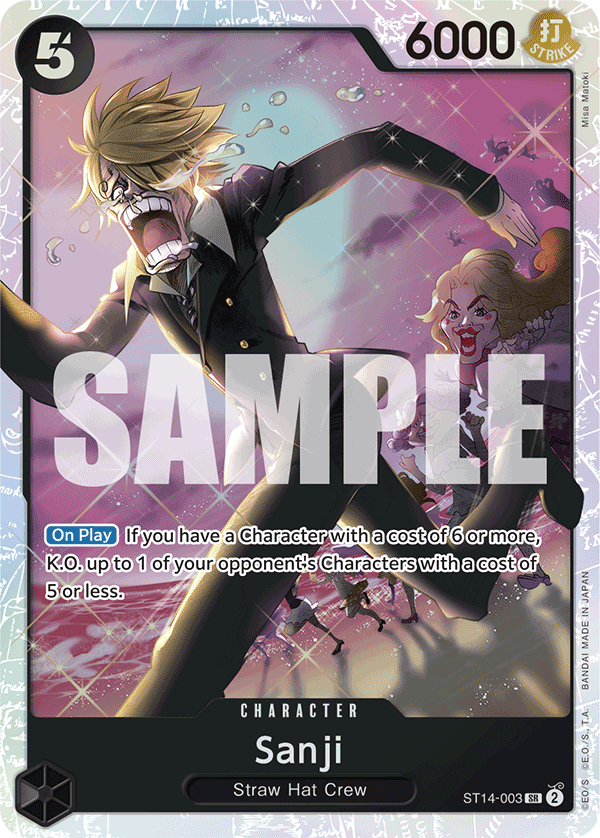 5
6000
打
STRIKE
Misa Matoki
SAMPLE
On Play If you have a Character with a cost of 6 or more,
K.O. up to 1 of your opponent's Characters with a cost of
5 or less.
CHARACTER
Sanji
Straw Hat Crew
ST14-003 SR 2
©EO/S ©E.O./S., T.A. BANDAI MADE IN JAPAN